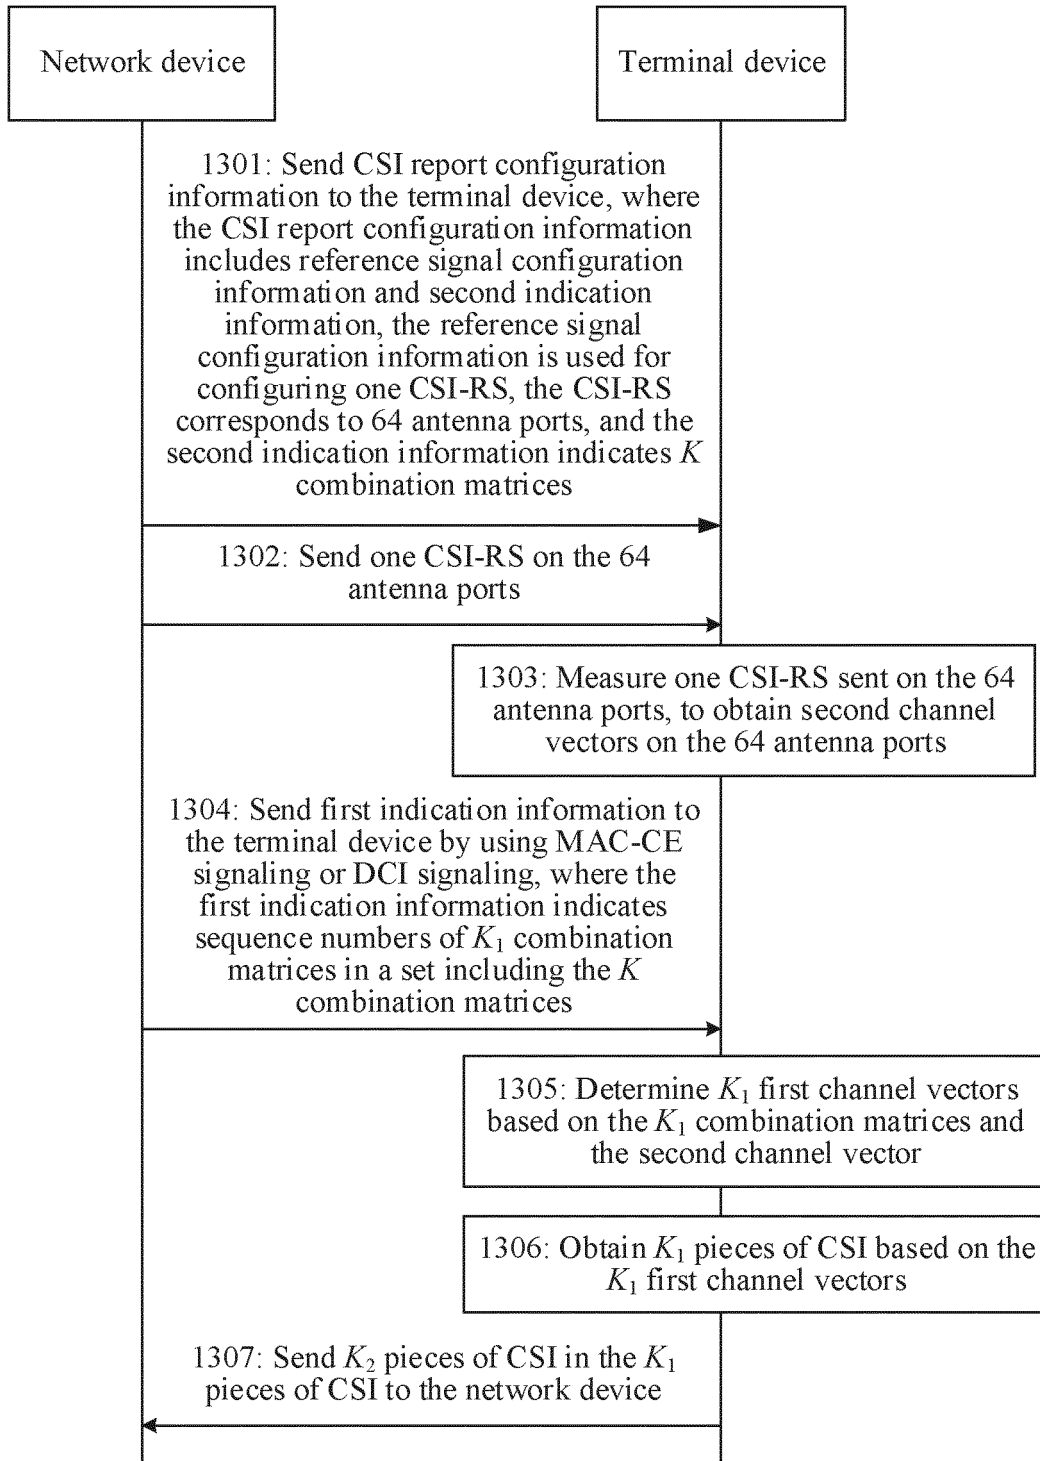 Network device
Terminal device
1301: Send CSI report configuration
information to the terminal device, where
the CSI report configuration information
includes reference signal configuration
information and second indication
information, the reference signal
configuration information is used for
configuring one CSI-RS, the CSI-RS
corresponds to 64 antenna ports, and the
second indication information indicates K
combination matrices
1302: Send one CSI-RS on the 64
antenna ports
1303: Measure one CSI-RS sent on the 64
antenna ports, to obtain second channel
vectors on the 64 antenna ports
1304: Send first indication information to
the terminal device by using MAC-CE
signaling or DCI signaling, where the
first indication information indicates
sequence numbers of K₁ combination
matrices in a set including the K
combination matrices
1305: Determine K₁ first channel vectors
based on the K₁ combination matrices and
the second channel vector
1306: Obtain K₁ pieces of CSI based on the
K₁ first channel vectors
1307: Send K₂ pieces of CSI in the K₁
pieces of CSI to the network device